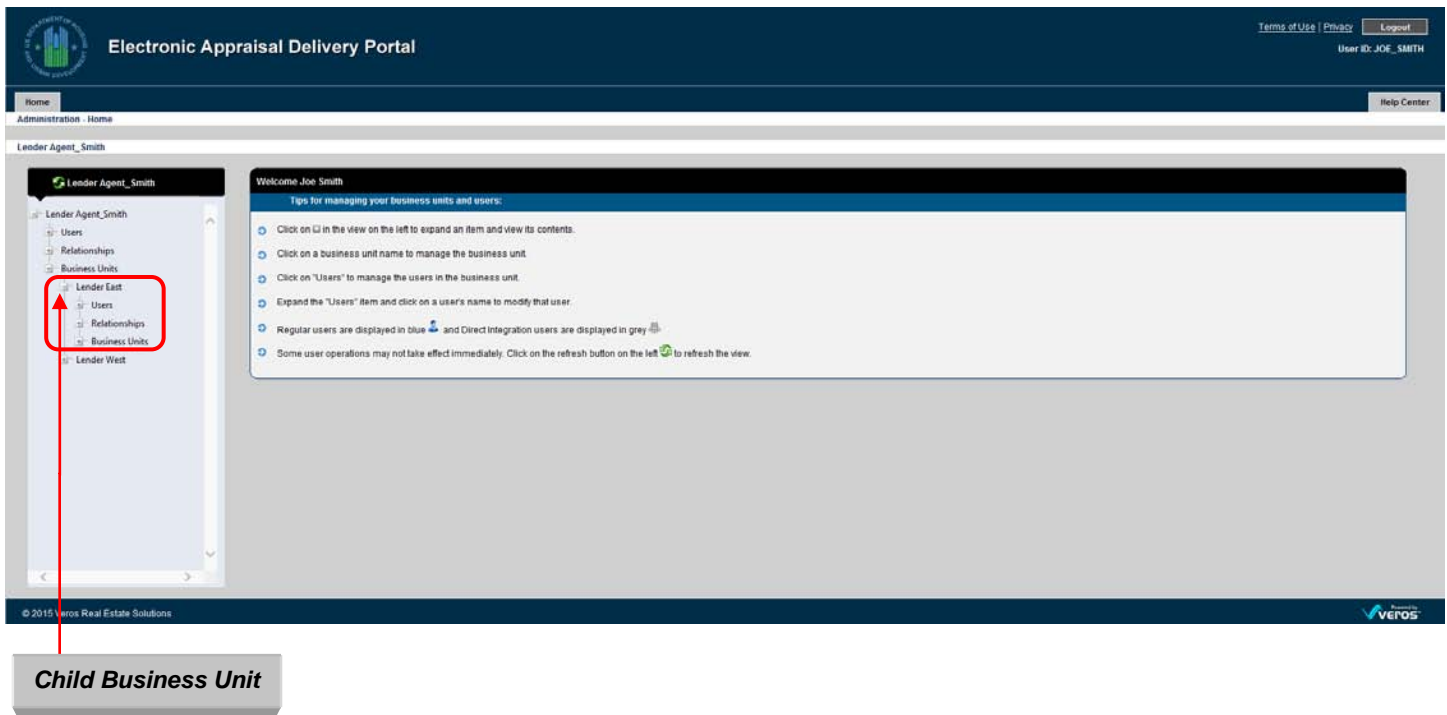 Terms of Use | Privacy Logout
Electronic Appraisal Delivery Portal
User ID: JOE_SMITH
Home
Help Center
Administration - Home
Lender Agent_Smith
Lender Agent_Smith
Lender Agent_Smith
Users
Relationships
Business Units
Lender East
Users
Relationships
Business Units
Lender West
Welcome Joe Smith
Tips for managing your business units and users:
Click on in the view on the left to expand an item and view its contents.
Click on a business unit name to manage the business unit.
Click on "Users" to manage the users in the business unit.
Expand the "Users" item and click on a user's name to modify that user.
Regular users are displayed in blue and Direct Integration users are displayed in grey
Some user operations may not take effect immediately. Click on the refresh button on the left to refresh the view.
© 2015 Veros Real Estate Solutions
Powered by
veros
Child Business Unit